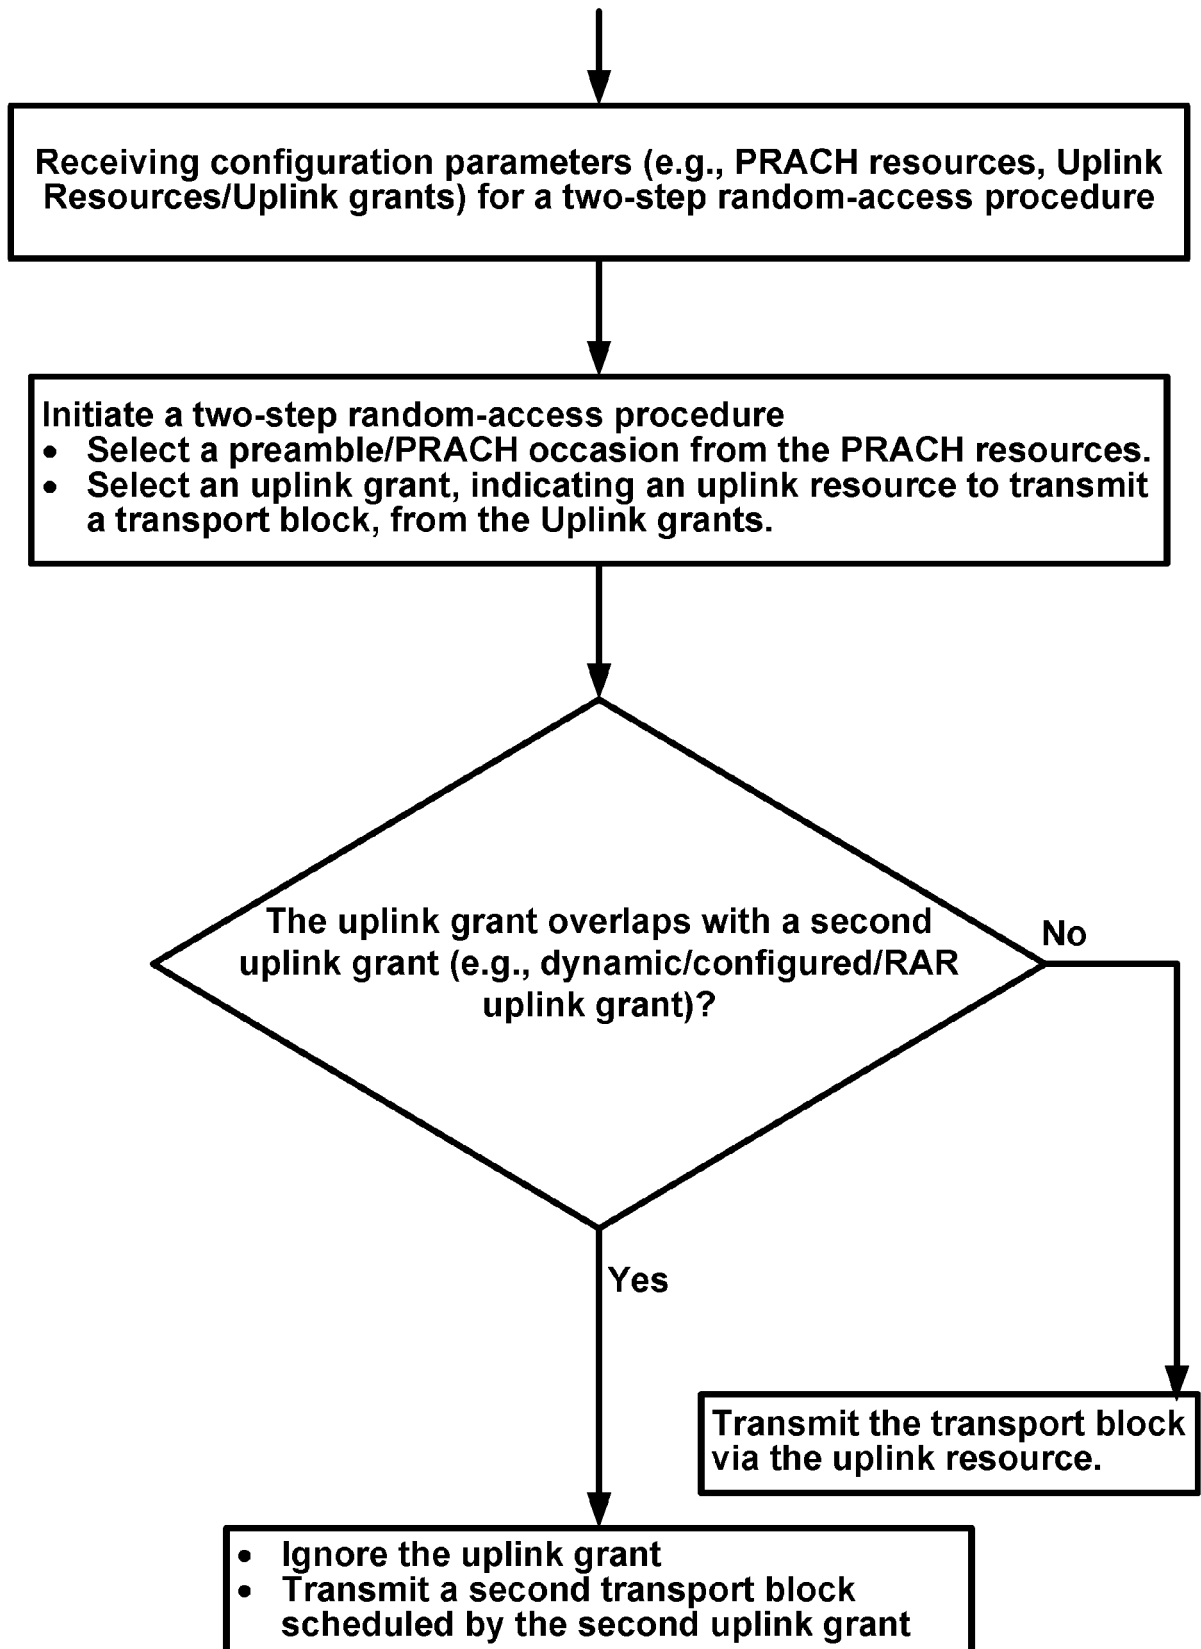 Receiving configuration parameters (e.g., PRACH resources, Uplink
Resources/Uplink grants) for a two-step random-access procedure
Initiate a two-step random-access procedure
• Select a preamble/PRACH occasion from the PRACH resources.
• Select an uplink grant, indicating an uplink resource to transmit
a transport block, from the Uplink grants.
The uplink grant overlaps with a second
uplink grant (e.g., dynamic/configured/RAR
uplink grant)?
No
Yes
Transmit the transport block
via the uplink resource.
• Ignore the uplink grant
• Transmit a second transport block
scheduled by the second uplink grant